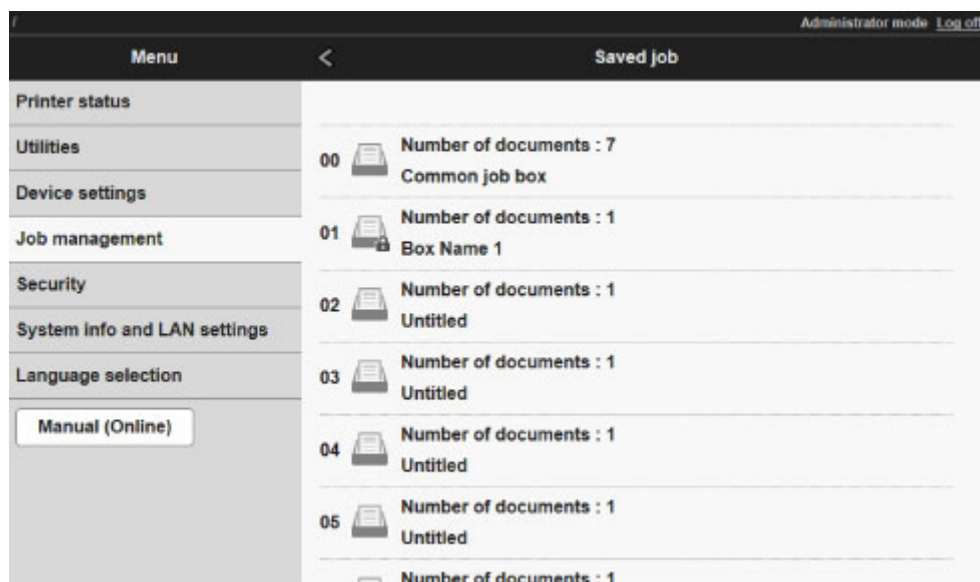 Administrator mode Log off
Menu
< Saved job
Printer status
Utilities
Device settings
Job management
Security
System info and LAN settings
Language selection
Manual (Online)
00
Number of documents : 7
Common job box
01
Number of documents : 1
Box Name 1
02
Number of documents : 1
Untitled
03
Number of documents : 1
Untitled
04
Number of documents : 1
Untitled
05
Number of documents : 1
Untitled
Number of documents : 1